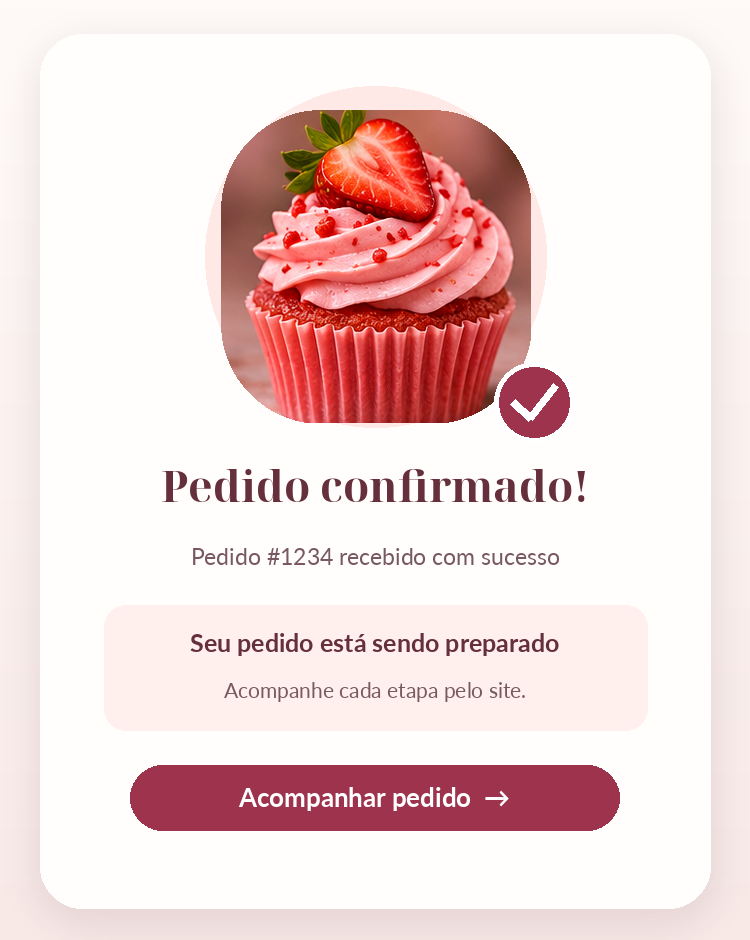 Pedido confirmado!
Pedido #1234 recebido com sucesso
Seu pedido está sendo preparado
Acompanhe cada etapa pelo site.
Acompanhar pedido →